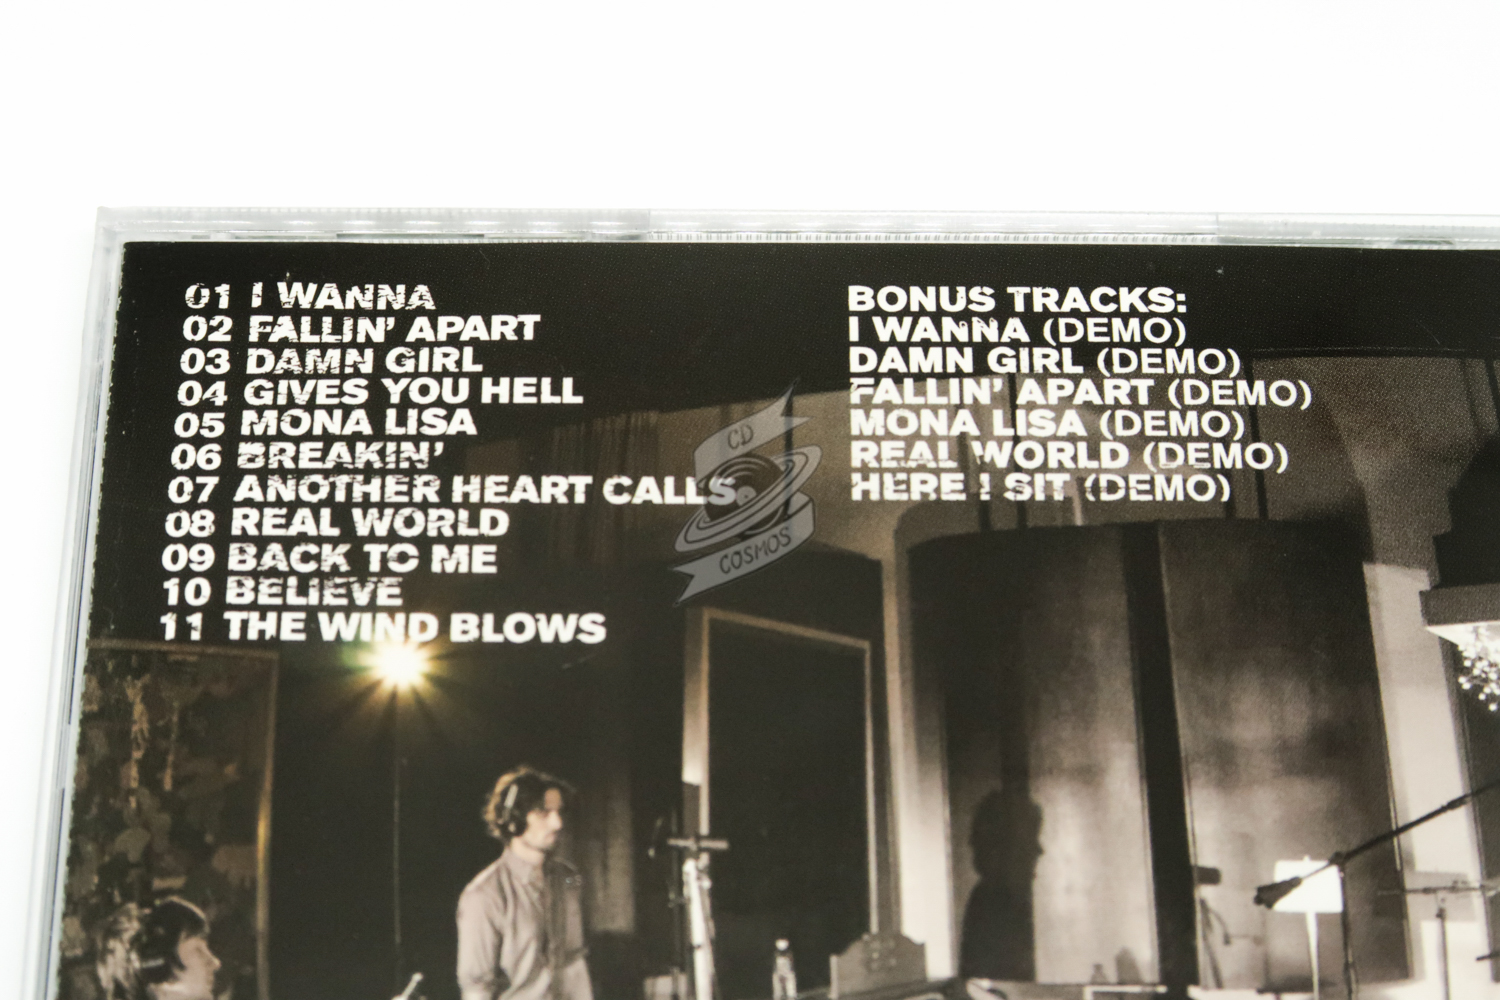 01 I WANNA
02 FALLIN' APART
03 DAMN GIRL
04 GIVES YOU HELL
05 MONA LISA
06 BREAKIN'
07 ANOTHER HEART CALLS
08 REAL WORLD
09 BACK TO ME
10 BELIEVE
11 THE WIND BLOWS
BONUS TRACKS:
I WANNA (DEMO)
DAMN GIRL (DEMO)
FALLIN' APART (DEMO)
MONA LISA (DEMO)
REAL WORLD (DEMO)
HERE I SIT (DEMO)
CD
COSMOS